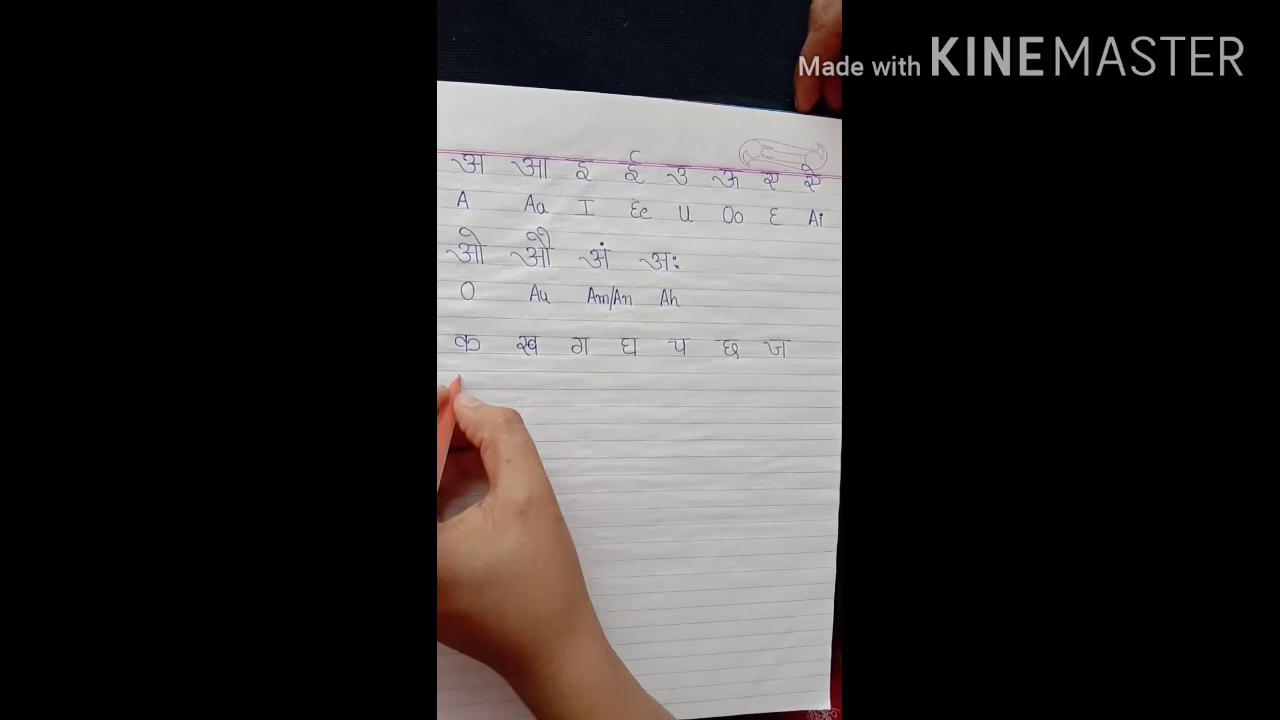 Made with KINEMASTER
अ आ इ ई उ ऊ ए ऐ
A Aa I Ee U Oo E Ai
ओ औ अं अः
O Au Am/An Ah
क ख ग घ च छ ज